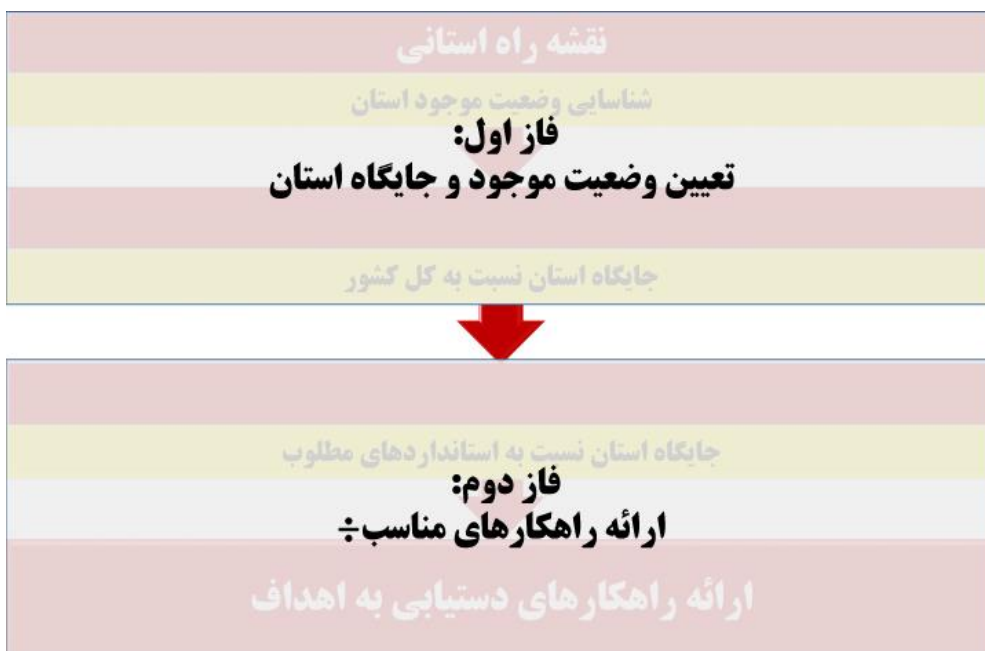 نقشه راه استانی
شناسایی وضعیت موجود استان
فاز اول:
تعیین وضعیت موجود و جایگاه استان
جایگاه استان نسبت به کل کشور
جایگاه استان نسبت به استانداردهای مطلوب
فاز دوم:
ارائه راهکارهای مناسب÷
ارائه راهکارهای دستیابی به اهداف